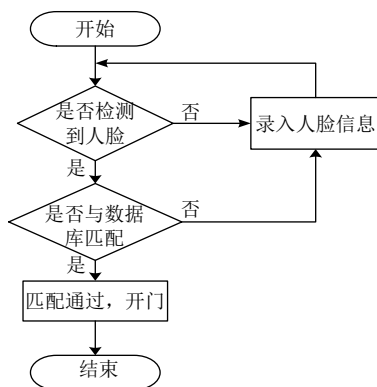 开始
是否检测
到人脸
否
录入人脸信息
是
是否与数据
库匹配
否
是
匹配通过，开门
结束